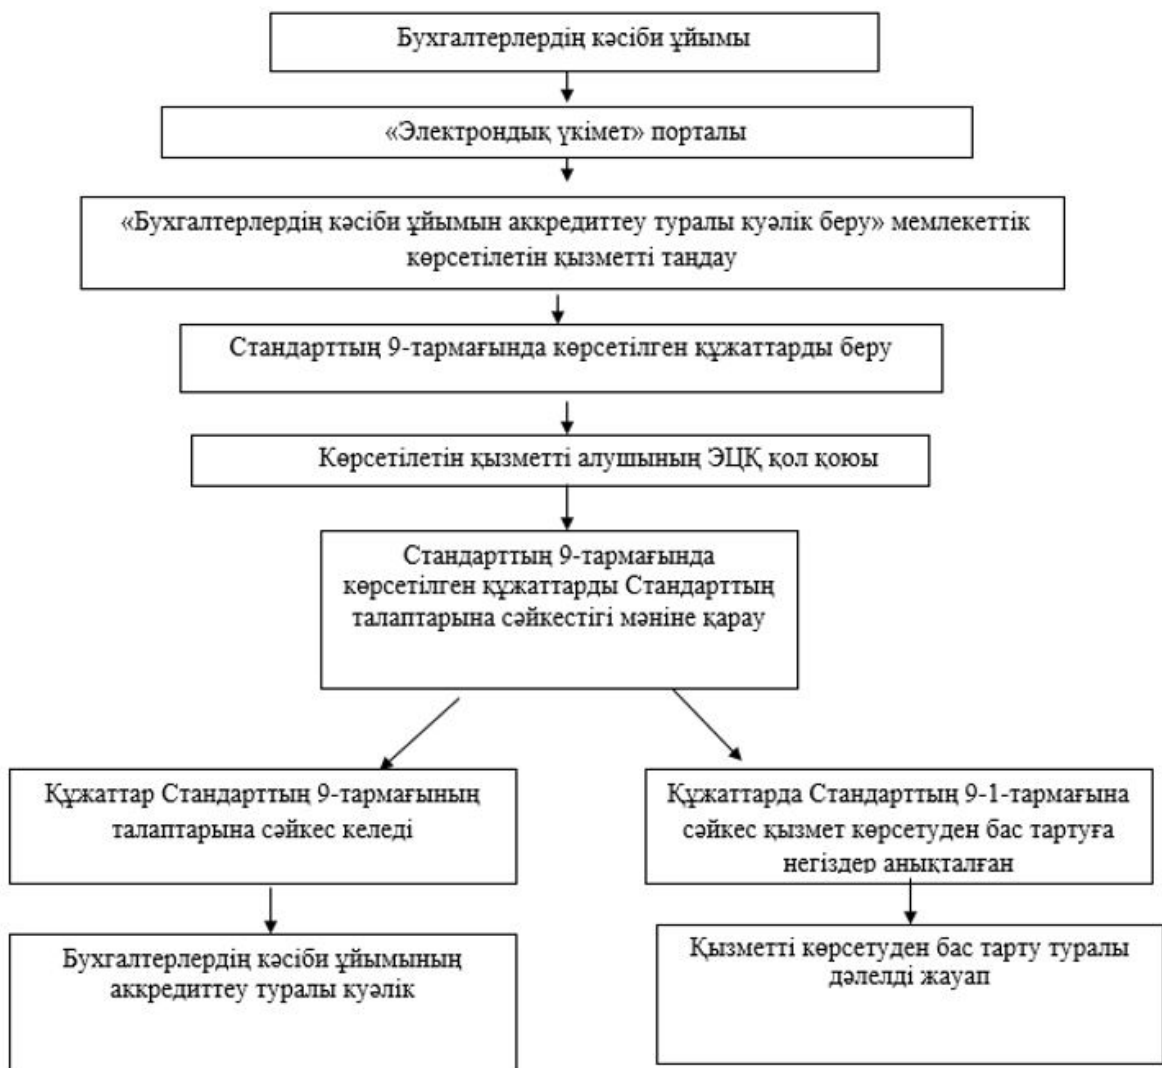 Бухгалтерлердің кәсіби ұйымы
«Электрондық үкімет» порталы
«Бухгалтерлердің кәсіби ұйымын аккредиттеу туралы куәлік беру» мемлекеттік
көрсетілетін қызметті таңдау
Стандарттың 9-тармағында көрсетілген құжаттарды беру
Көрсетілетін қызметті алушының ЭЦҚ қол қоюы
Стандарттың 9-тармағында
көрсетілген құжаттарды Стандарттың
талаптарына сәйкестігі мәніне қарау
Құжаттар Стандарттың 9-тармағының
талаптарына сәйкес келеді
Құжаттарда Стандарттың 9-1-тармағына
сәйкес қызмет көрсетуден бас тартуға
негіздер анықталған
Бухгалтерлердің кәсіби ұйымының
аккредиттеу туралы куәлік
Қызметті көрсетуден бас тарту туралы
дәлелді жауап